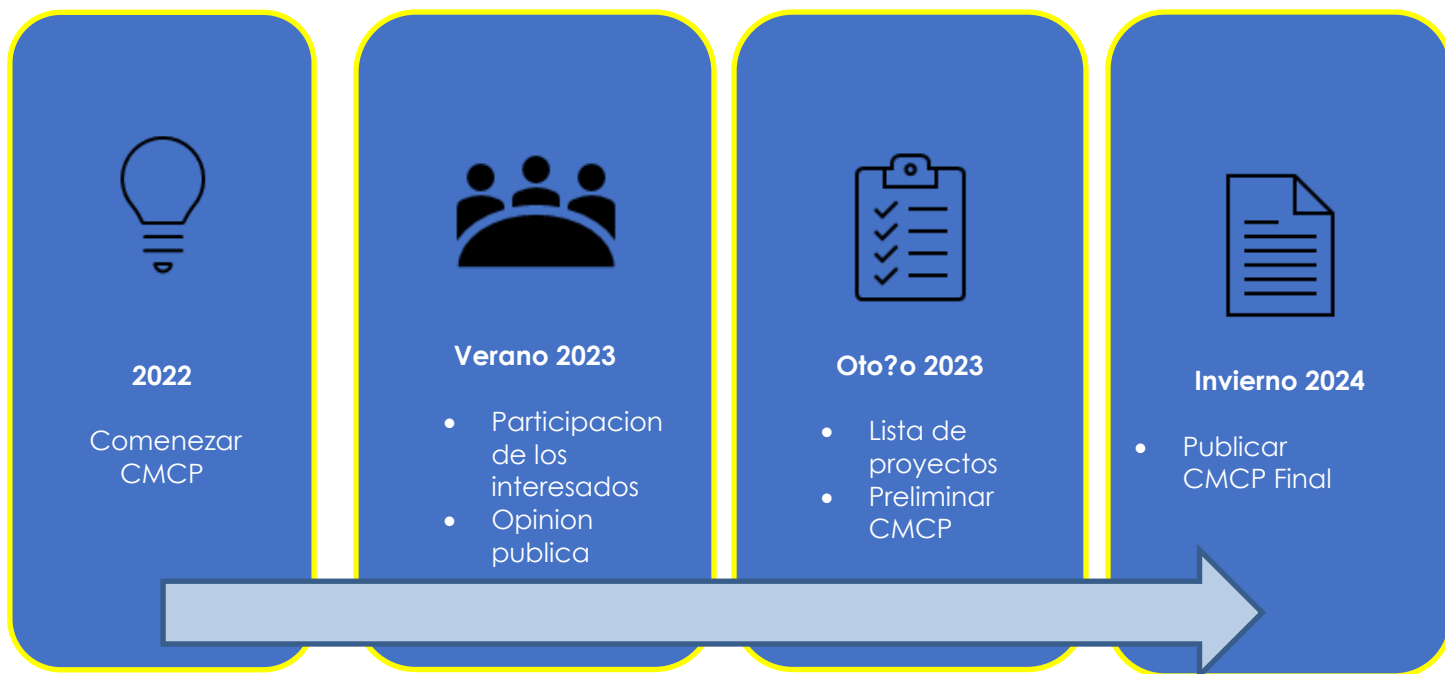 2022
Comenezar
CMCP
Verano 2023
• Participacion
de los
interesados
• Opinion
publica
Oto?o 2023
• Lista de
proyectos
• Preliminar
CMCP
Invierno 2024
• Publicar
CMCP Final